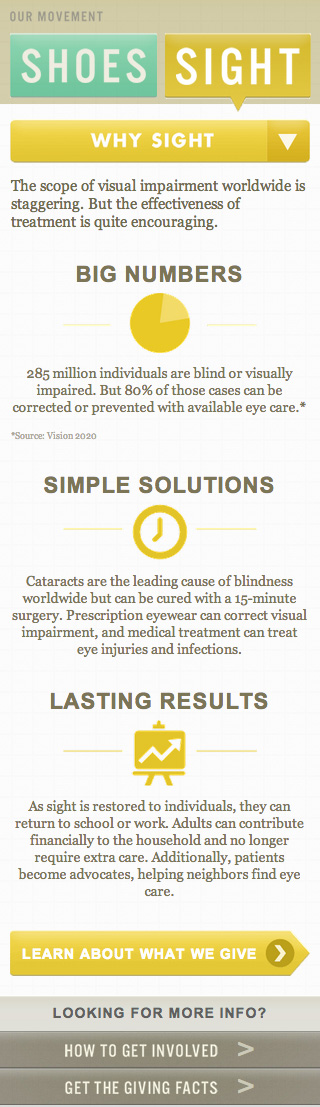 OUR MOVEMENT
SHOES
SIGHT
WHY SIGHT
The scope of visual impairment worldwide is
staggering. But the effectiveness of
treatment is quite encouraging.
BIG NUMBERS
285 million individuals are blind or visually
impaired. But 80% of those cases can be
corrected or prevented with available eye care.*
*Source: Vision 2020
SIMPLE SOLUTIONS
Cataracts are the leading cause of blindness
worldwide but can be cured with a 15-minute
surgery. Prescription eyewear can correct visual
impairment, and medical treatment can treat
eye injuries and infections.
LASTING RESULTS
As sight is restored to individuals, they can
return to school or work. Adults can contribute
financially to the household and no longer
require extra care. Additionally, patients
become advocates, helping neighbors find eye
care.
LEARN ABOUT WHAT WE GIVE
LOOKING FOR MORE INFO?
HOW TO GET INVOLVED >
GET THE GIVING FACTS >